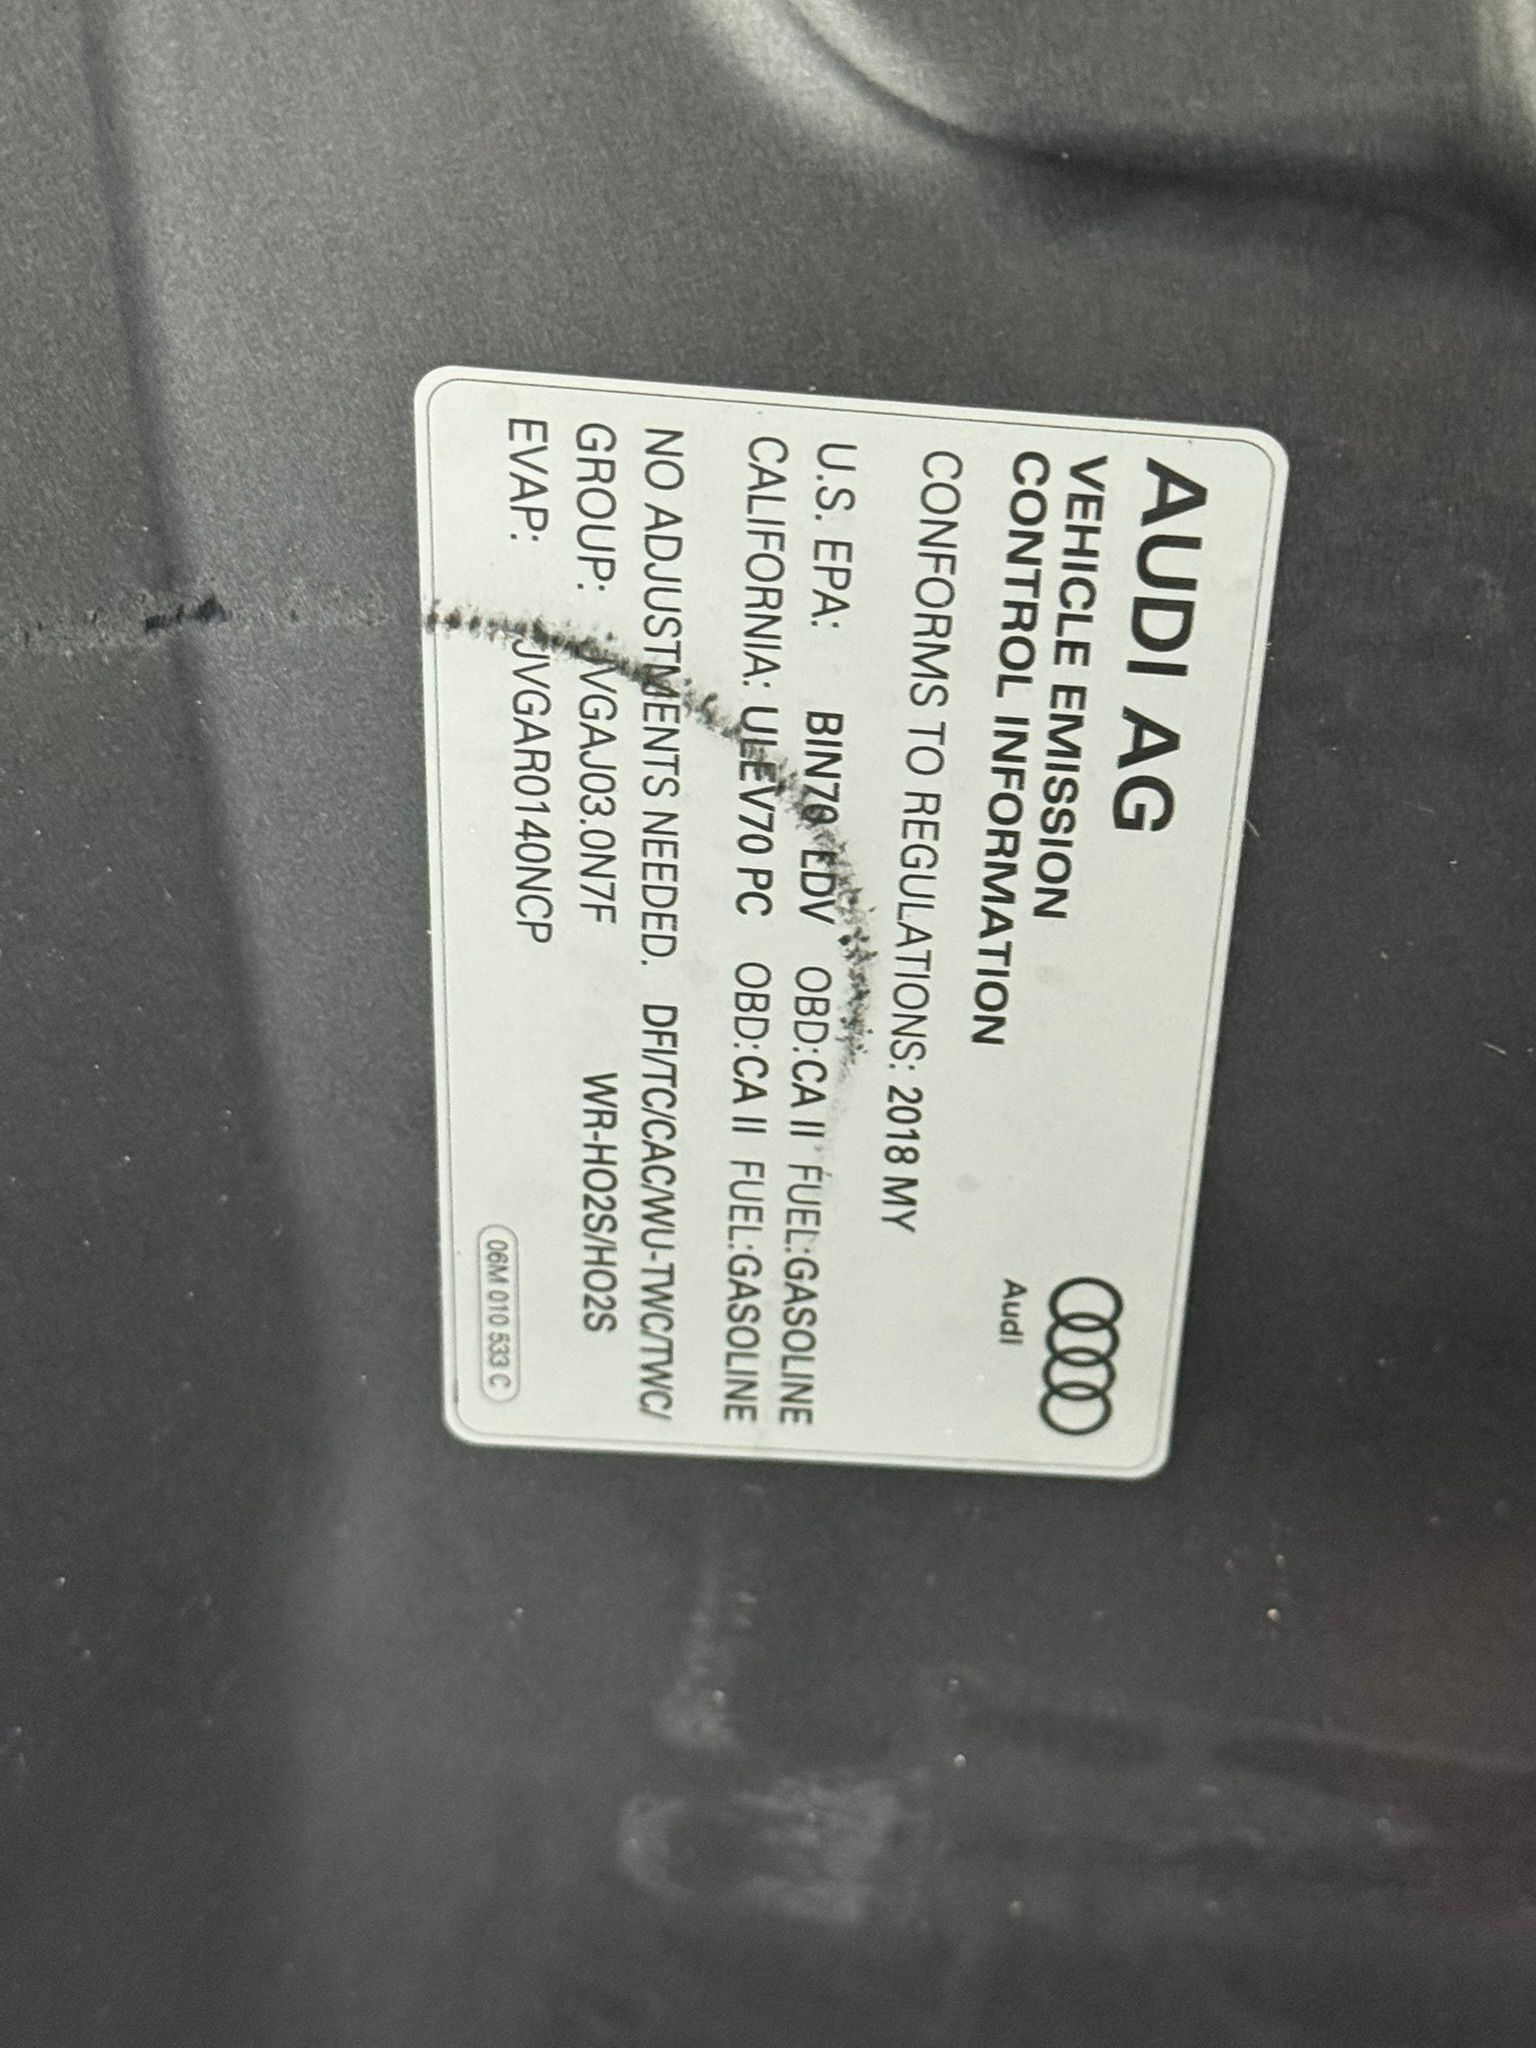 AUDI AG
VEHICLE EMISSION
CONTROL INFORMATION
Audi
CONFORMS TO REGULATIONS: 2018 MY
U.S. EPA: BIN70 LDV OBD:CA II FUEL:GASOLINE
CALIFORNIA: ULEV70 PC OBD:CA II FUEL:GASOLINE
NO ADJUSTMENTS NEEDED. DFI/TC/CAC/WU-TWC/TWC/
GROUP: JVGAJ03.0N7F WR-HO2S/HO2S
EVAP: JVGAR0140NCP
06M 010 533 C